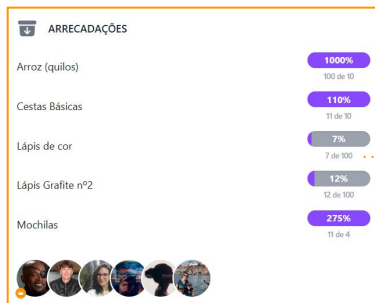 ARRECADAÇÕES
Arroz (quilos)
1000%
100 de 10
Cestas Básicas
110%
11 de 10
Lápis de cor
7%
7 de 100
Lápis Grafite nº2
12%
12 de 100
Mochilas
275%
11 de 4